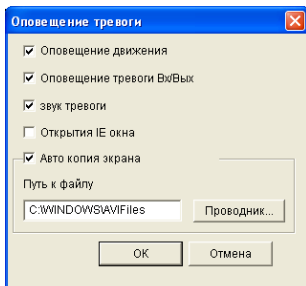 Оповещение тревоги
Оповещение движения
Оповещение тревоги Вх/Вых
звук тревоги
Открытия IE окна
Авто копия экрана
Путь к файлу
C:\WINDOWS\AVIFiles
Проводник...
OK
Отмена